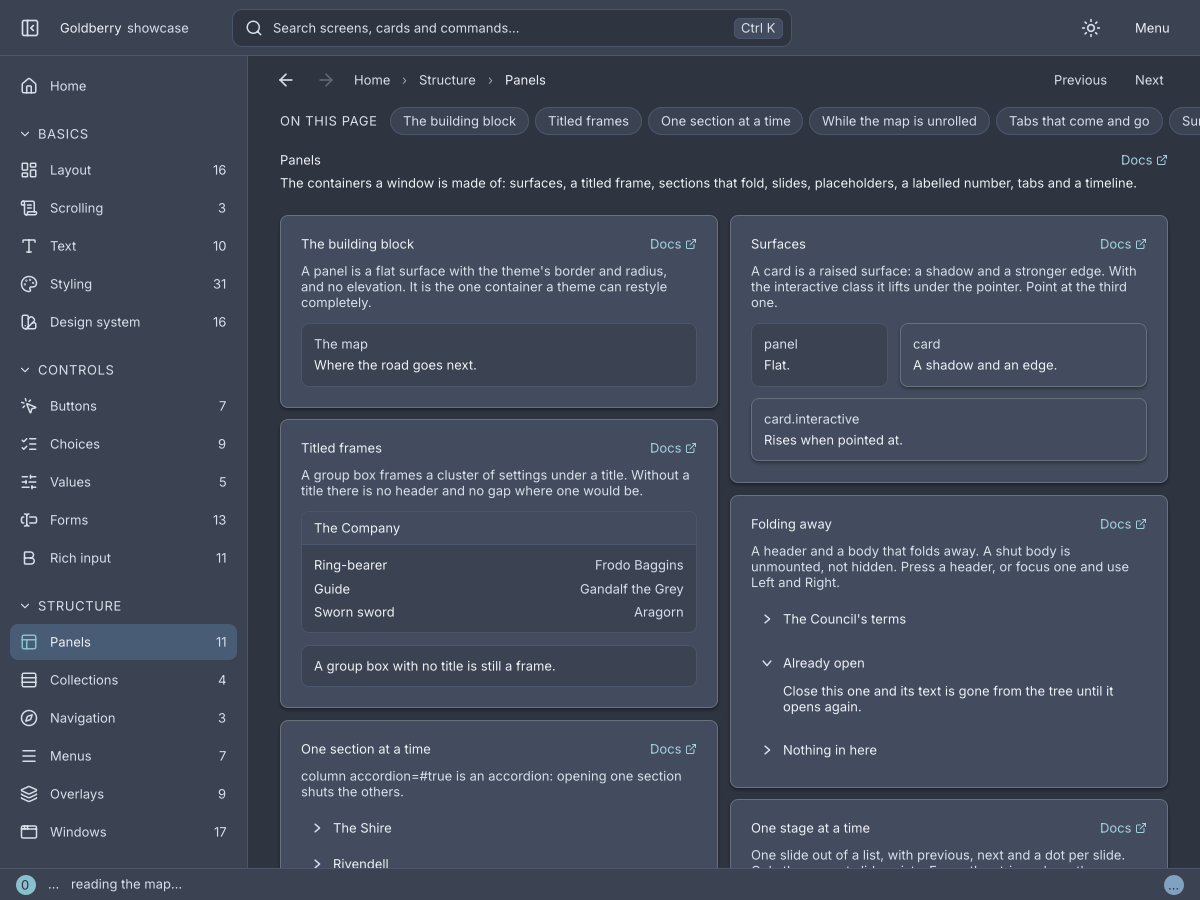 Goldberry showcase
Search screens, cards and commands...
Ctrl K
Menu
Home
BASICS
Layout 16
Scrolling 3
Text 10
Styling 31
Design system 16
CONTROLS
Buttons 7
Choices 9
Values 5
Forms 13
Rich input 11
STRUCTURE
Panels 11
Collections 4
Navigation 3
Menus 7
Overlays 9
Windows 17
Home › Structure › Panels
Previous
Next
ON THIS PAGE
The building block
Titled frames
One section at a time
While the map is unrolled
Tabs that come and go
Panels
Docs
The containers a window is made of: surfaces, a titled frame, sections that fold, slides, placeholders, a labelled number, tabs and a timeline.
The building block
Docs
A panel is a flat surface with the theme's border and radius,
and no elevation. It is the one container a theme can restyle
completely.
The map
Where the road goes next.
Titled frames
Docs
A group box frames a cluster of settings under a title. Without a
title there is no header and no gap where one would be.
The Company
Ring-bearer Frodo Baggins
Guide Gandalf the Grey
Sworn sword Aragorn
A group box with no title is still a frame.
One section at a time
Docs
column accordion=#true is an accordion: opening one section
shuts the others.
The Shire
Rivendell
Surfaces
Docs
A card is a raised surface: a shadow and a stronger edge. With
the interactive class it lifts under the pointer. Point at the third
one.
panel
Flat.
card
A shadow and an edge.
card.interactive
Rises when pointed at.
Folding away
Docs
A header and a body that folds away. A shut body is
unmounted, not hidden. Press a header, or focus one and use
Left and Right.
The Council's terms
Already open
Close this one and its text is gone from the tree until it
opens again.
Nothing in here
One stage at a time
Docs
One slide out of a list, with previous, next and a dot per slide.
0 ... reading the map...
...